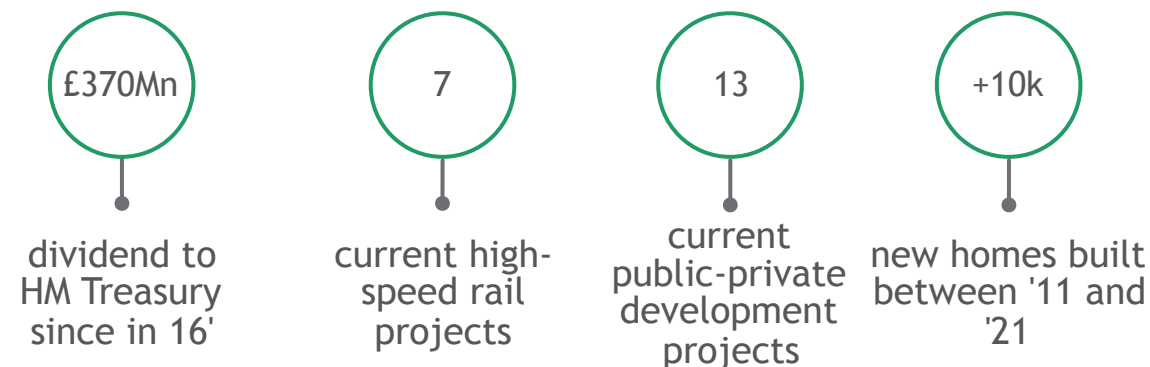 £370Mn
dividend to
HM Treasury
since in 16'
7
current high-
speed rail
projects
13
current
public-private
development
projects
+10k
new homes built
between '11 and
'21